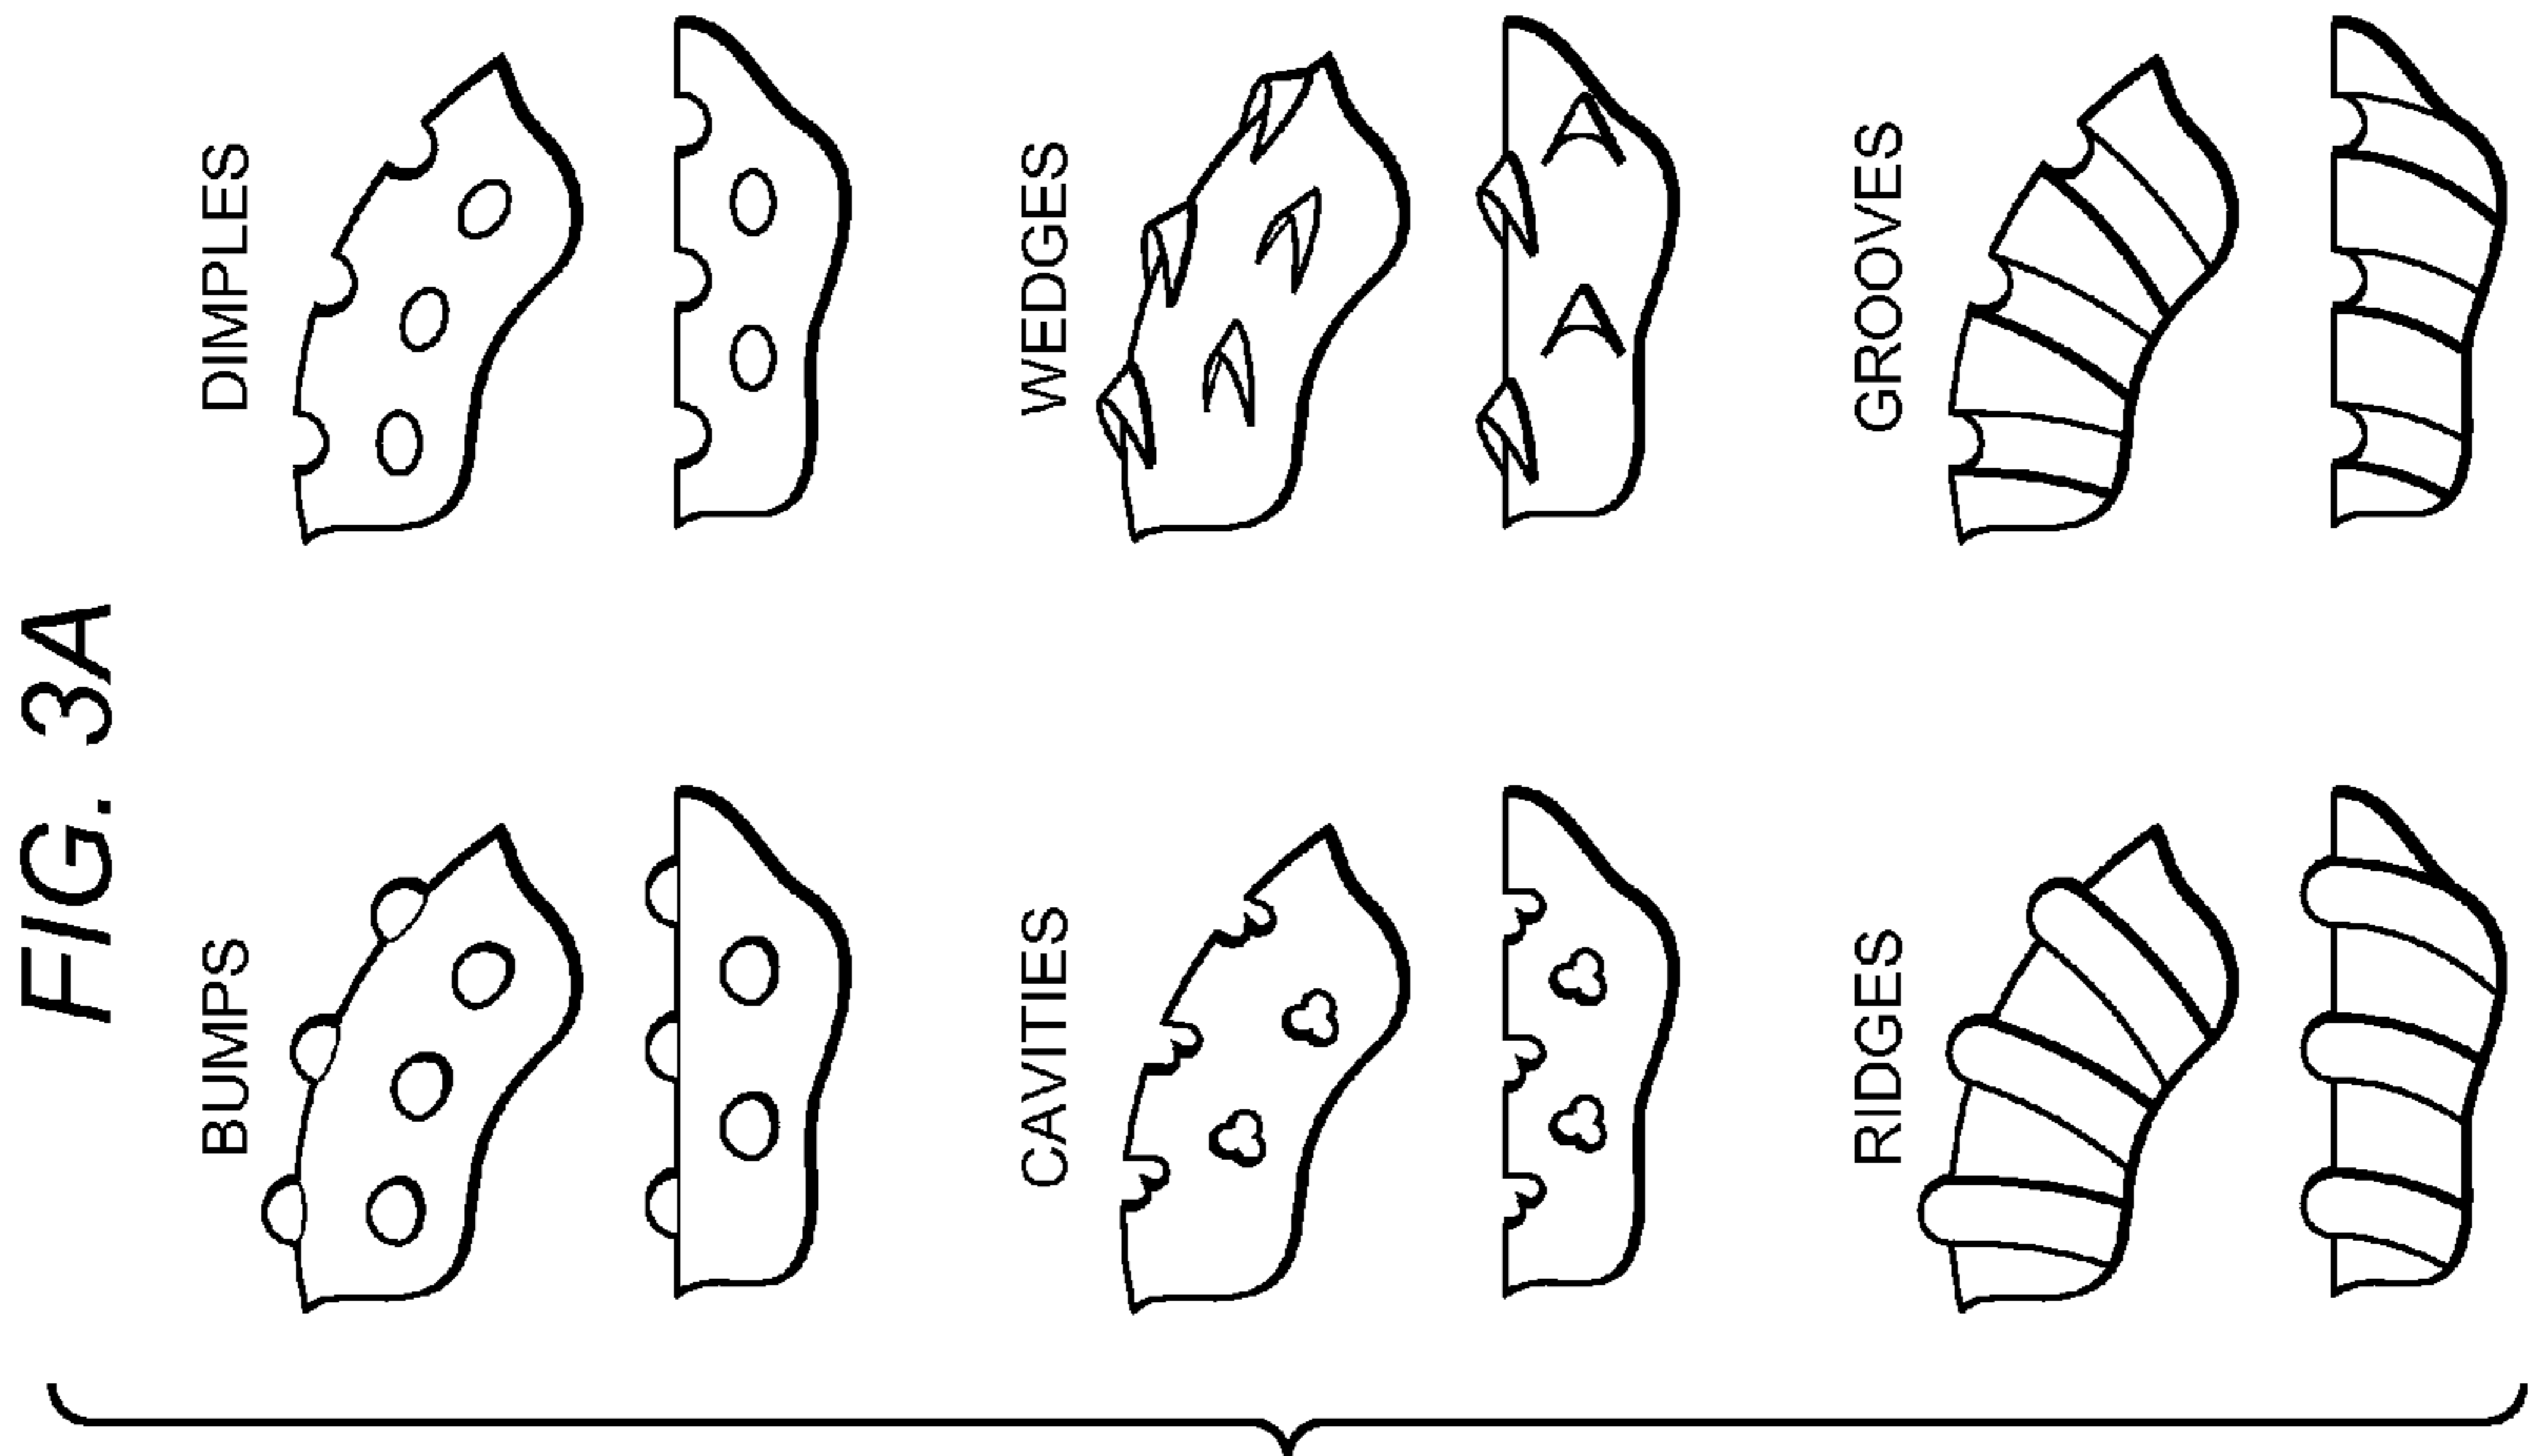 FIG. 3A
BUMPS
DIMPLES
CAVITIES
WEDGES
RIDGES
GROOVES